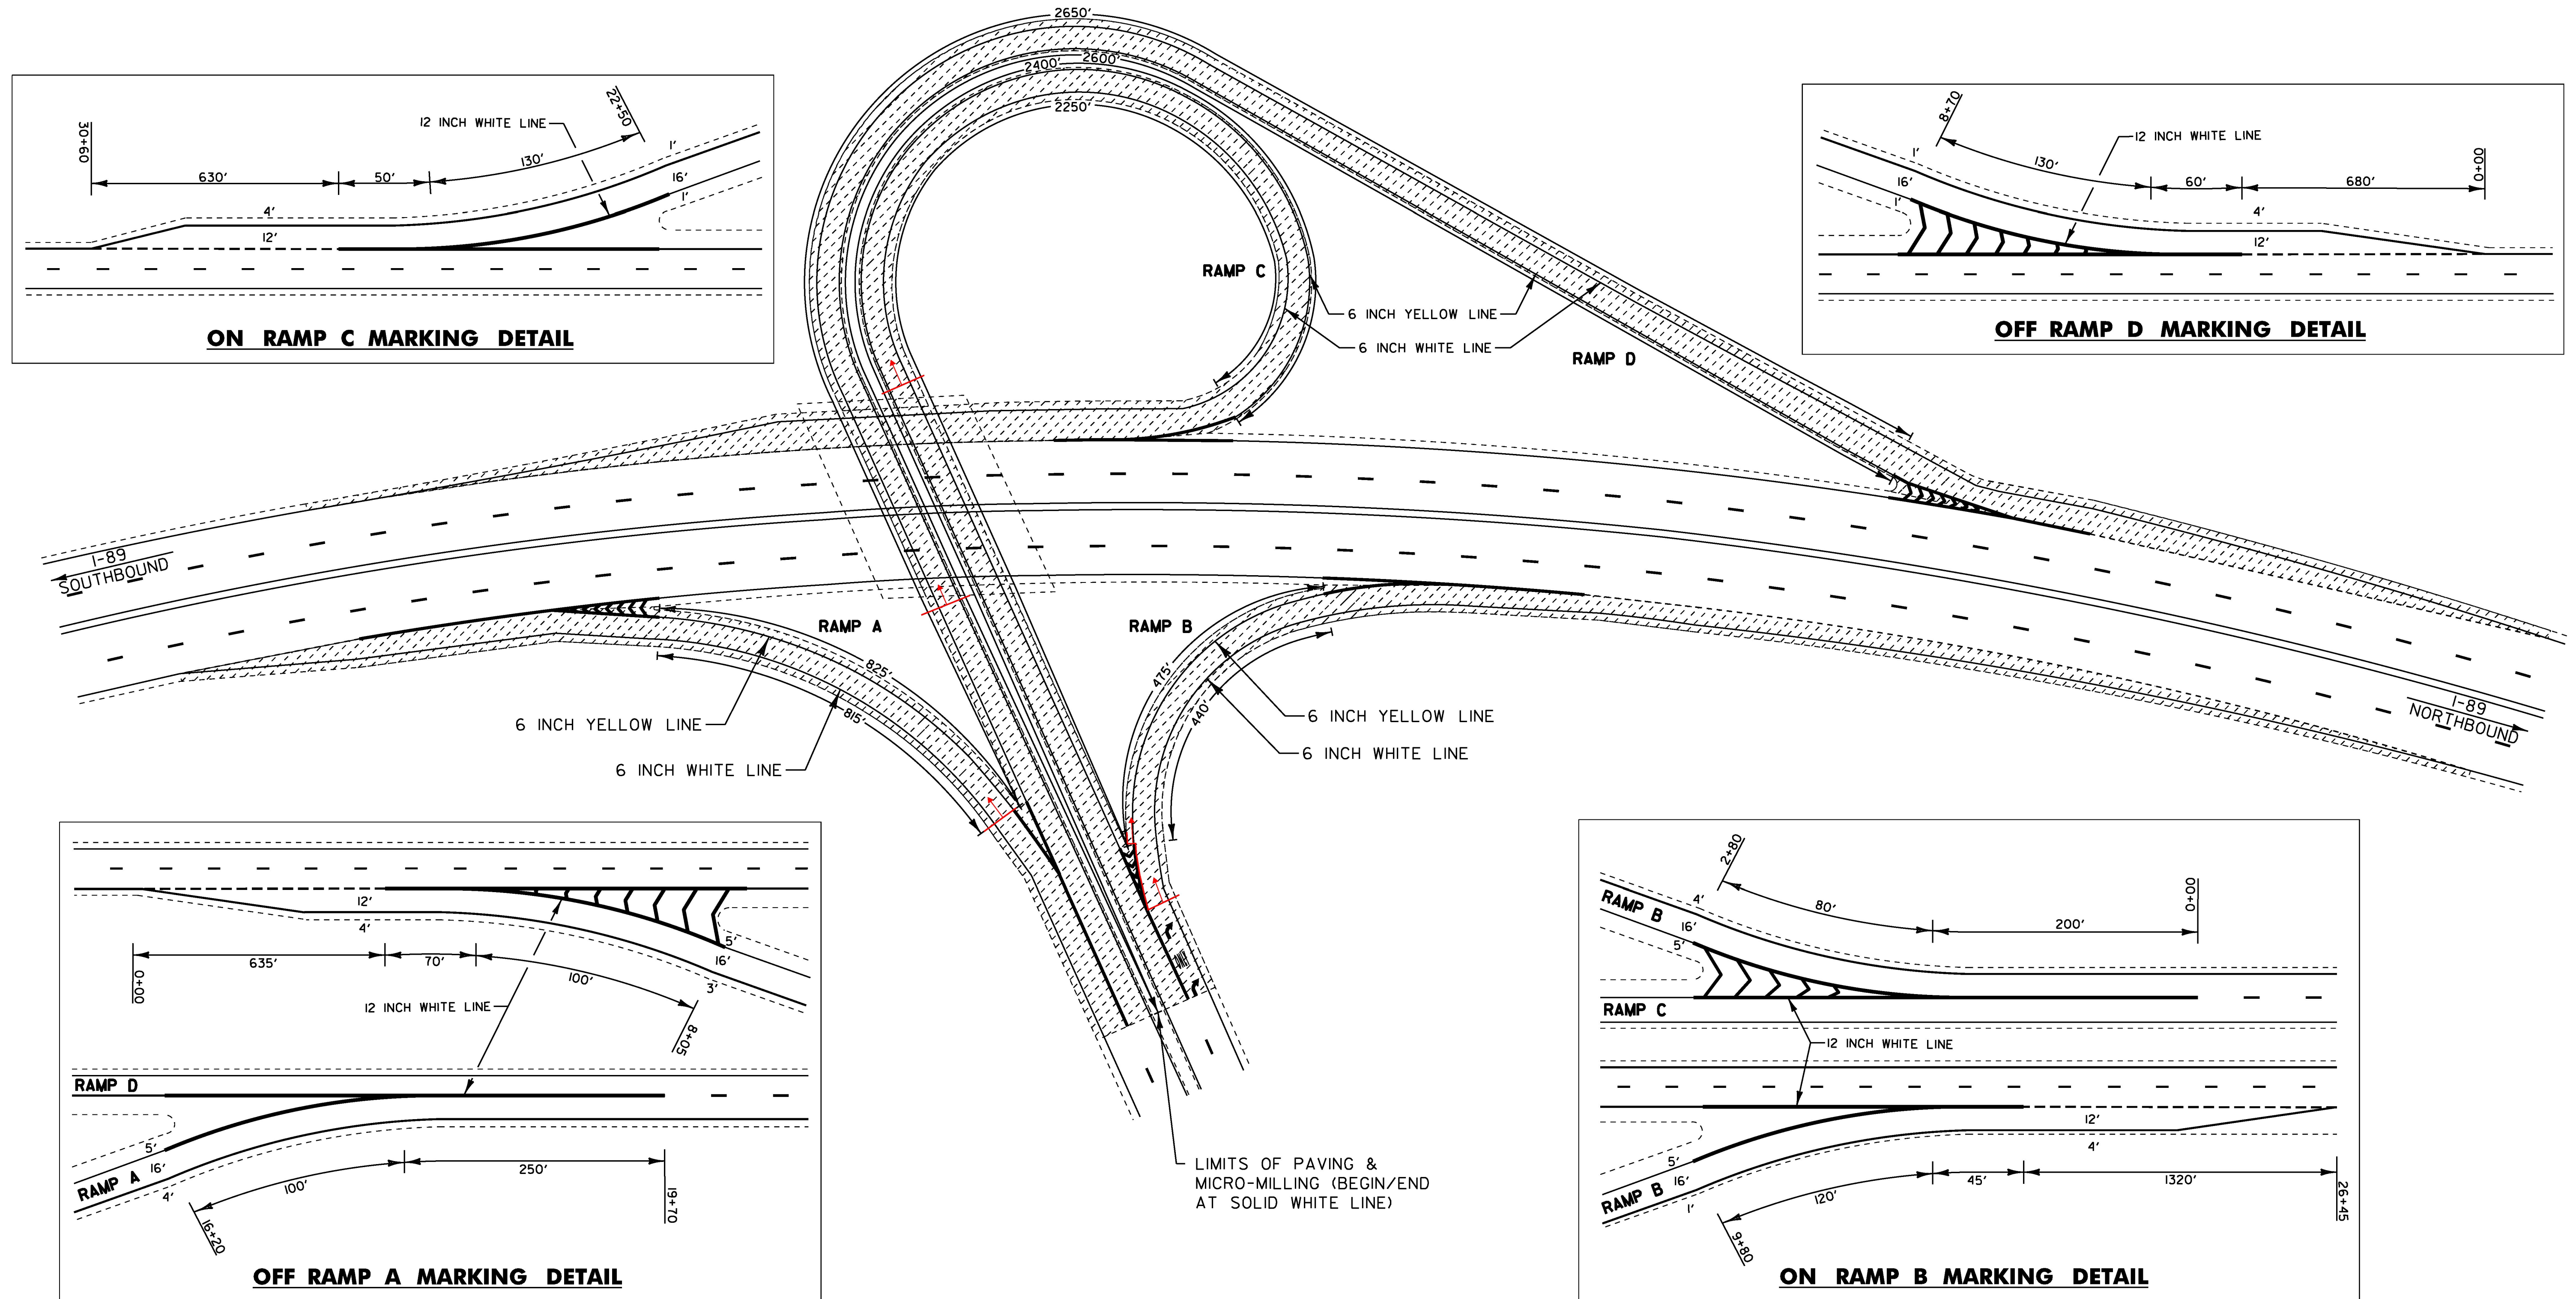 2650'
2400' 2600'
2250'
30+60
630'
50'
130'
22+50
12 INCH WHITE LINE
1'
16'
1'
4'
12'
ON RAMP C MARKING DETAIL
8+70
130'
12 INCH WHITE LINE
60'
680'
0+00
1'
16'
1'
4'
12'
OFF RAMP D MARKING DETAIL
RAMP C
6 INCH YELLOW LINE
6 INCH WHITE LINE
RAMP D
I-89
SOUTHBOUND
RAMP A
RAMP B
825'
815'
475'
440'
6 INCH YELLOW LINE
6 INCH WHITE LINE
6 INCH YELLOW LINE
6 INCH WHITE LINE
I-89
NORTHBOUND
12'
4'
5'
16'
3'
0+00
635'
70'
100'
8+05
12 INCH WHITE LINE
RAMP D
5'
16'
4'
RAMP A
100'
250'
16+20
19+70
OFF RAMP A MARKING DETAIL
LIMITS OF PAVING &
MICRO-MILLING (BEGIN/END
AT SOLID WHITE LINE)
2+80
80'
200'
0+00
RAMP B
4'
16'
5'
RAMP C
12 INCH WHITE LINE
12'
4'
5'
16'
1'
RAMP B
120'
45'
1320'
9+80
26+45
ON RAMP B MARKING DETAIL